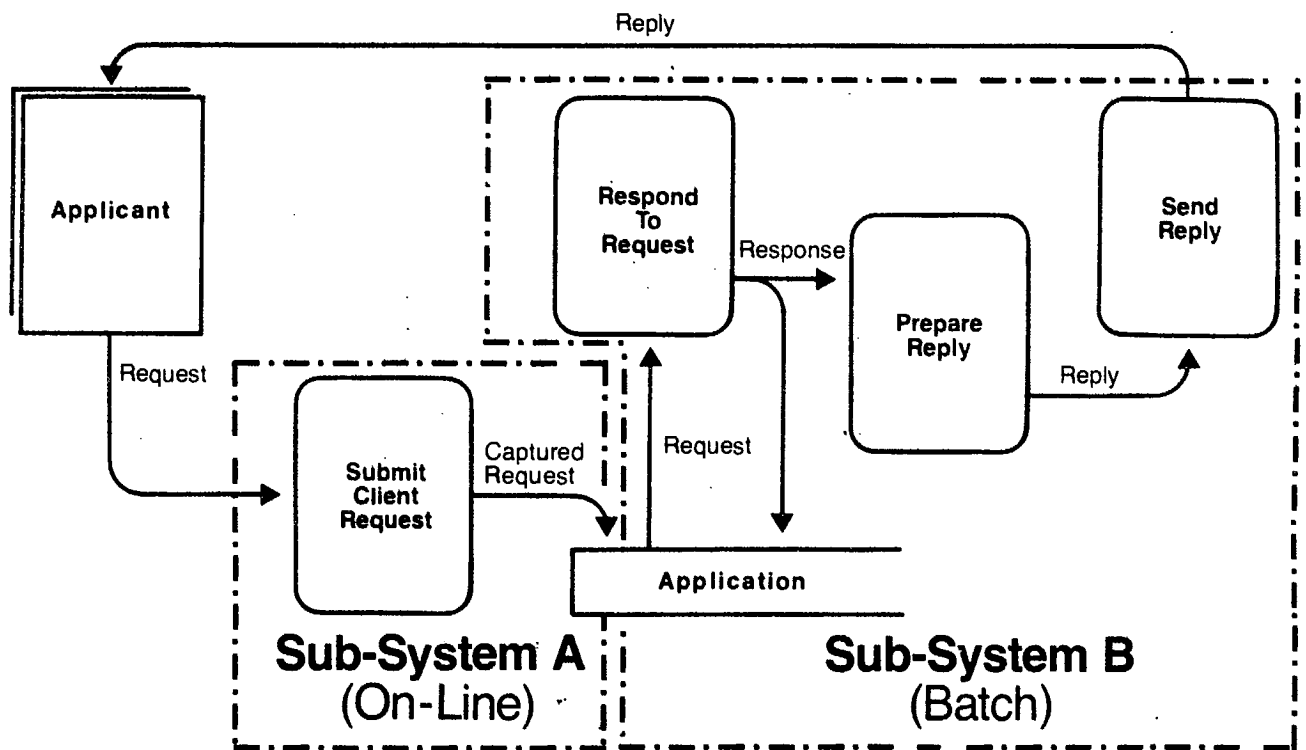 Reply
Applicant
Respond
To
Request
Send
Reply
Response
Prepare
Reply
Request
Reply
Submit
Client
Request
Captured
Request
Request
Application
Sub-System A
(On-Line)
Sub-System B
(Batch)